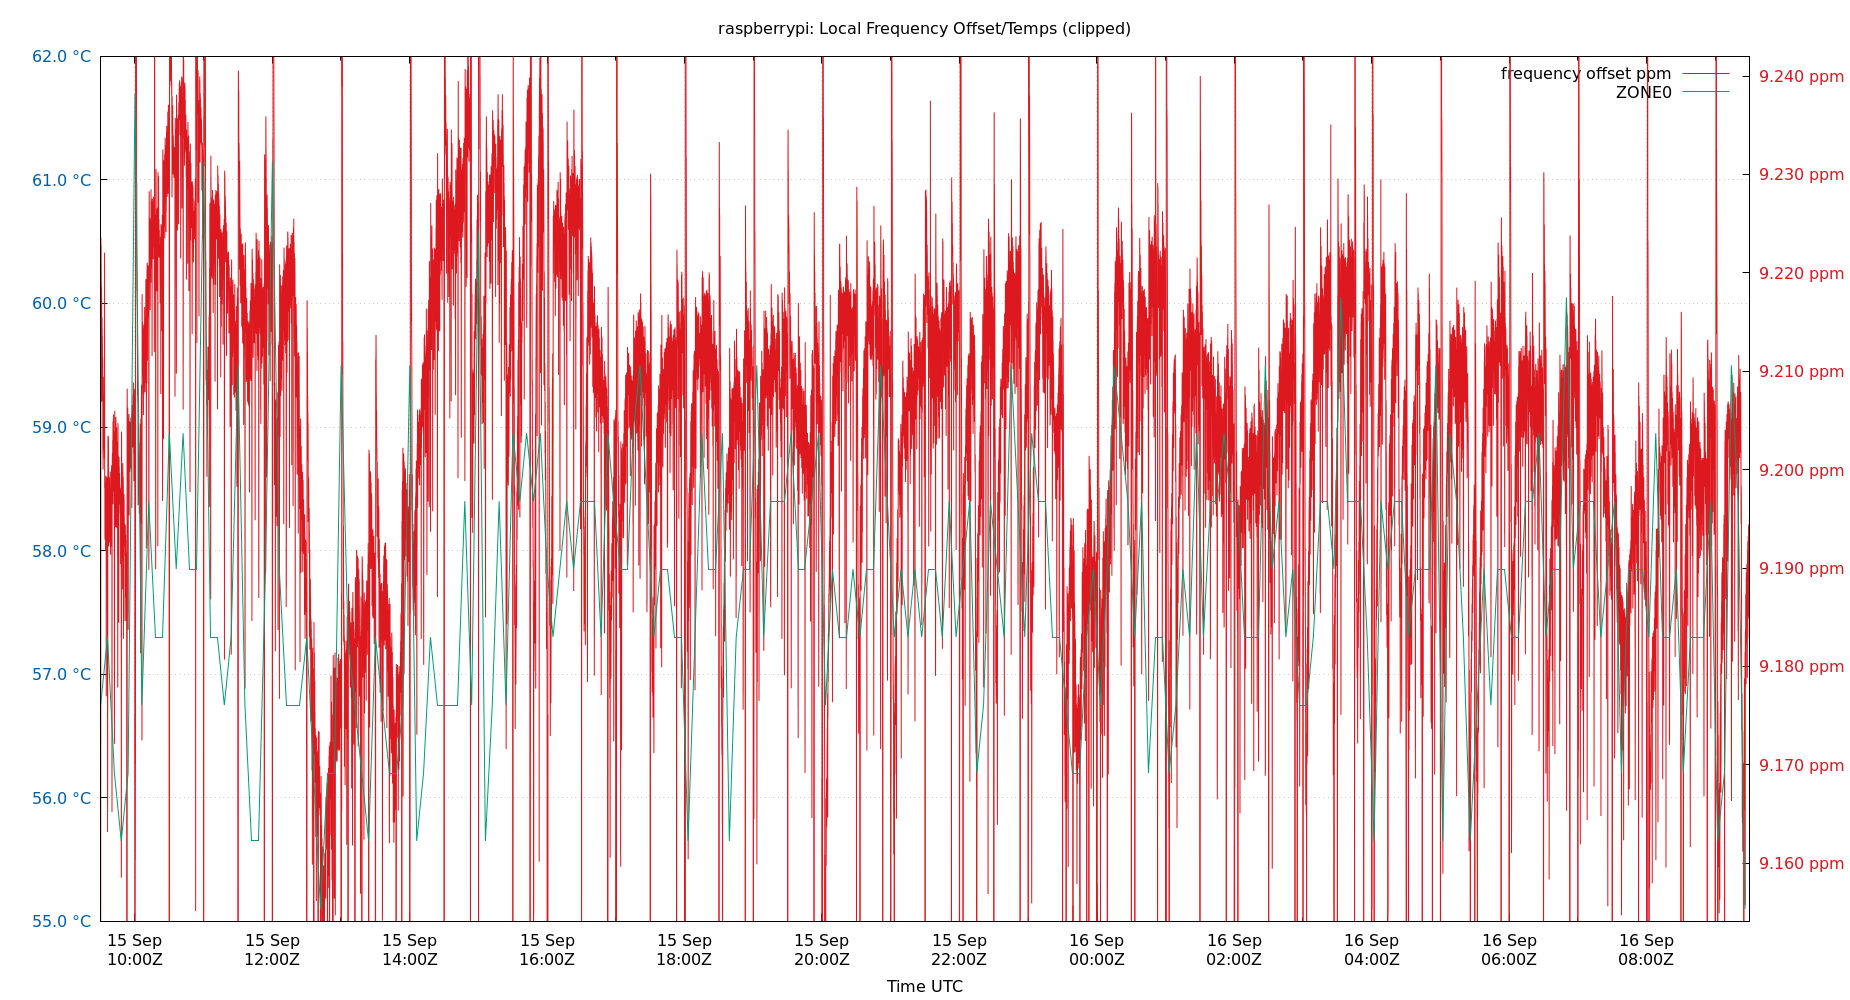 raspberrypi: Local Frequency Offset/Temps (clipped)
frequency offset ppm
ZONE0
62.0 °C
61.0 °C
60.0 °C
59.0 °C
58.0 °C
57.0 °C
56.0 °C
55.0 °C
9.240 ppm
9.230 ppm
9.220 ppm
9.210 ppm
9.200 ppm
9.190 ppm
9.180 ppm
9.170 ppm
9.160 ppm
15 Sep
10:00Z
15 Sep
12:00Z
15 Sep
14:00Z
15 Sep
16:00Z
15 Sep
18:00Z
15 Sep
20:00Z
15 Sep
22:00Z
16 Sep
00:00Z
16 Sep
02:00Z
16 Sep
04:00Z
16 Sep
06:00Z
16 Sep
08:00Z
Time UTC